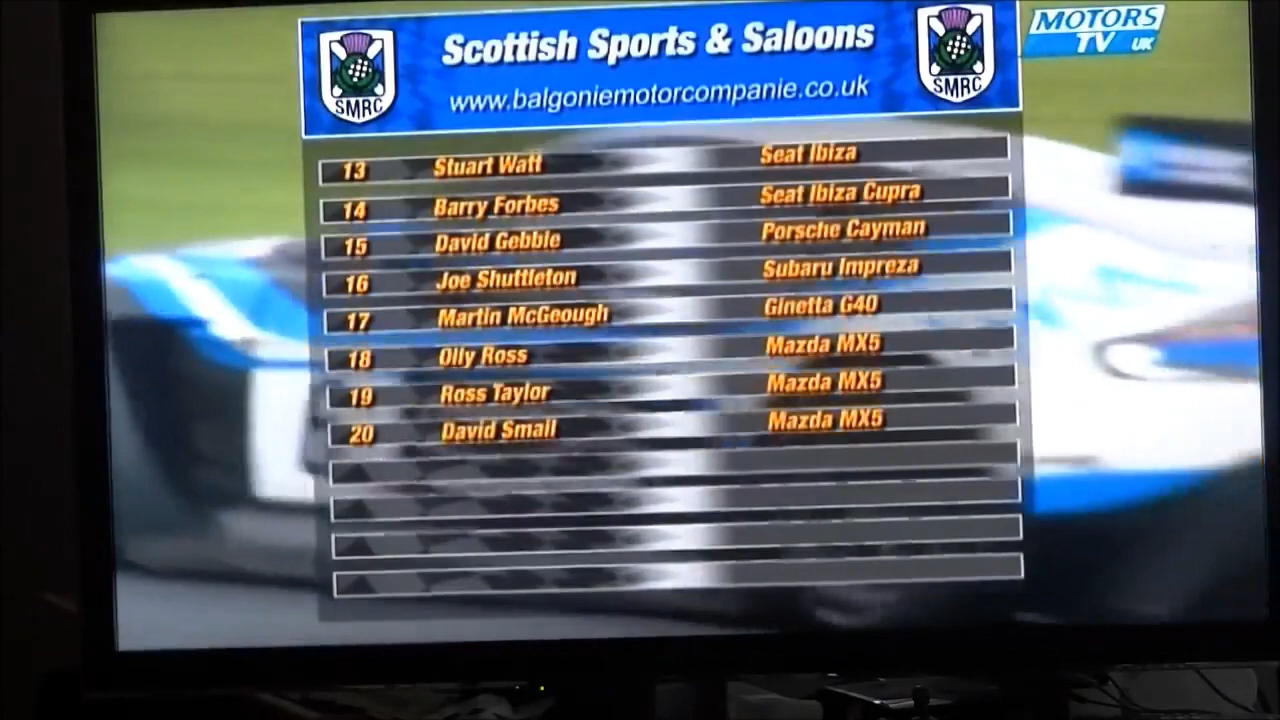 Scottish Sports & Saloons
www.balgoniemotorcompanie.co.uk
SMRC
SMRC
MOTORS
TV UK
13 Stuart Watt Seat Ibiza
14 Barry Forbes Seat Ibiza Cupra
15 David Gebbie Porsche Cayman
16 Joe Shuttleton Subaru Impreza
17 Martin McGeough Ginetta G40
18 Olly Ross Mazda MX5
19 Ross Taylor Mazda MX5
20 David Small Mazda MX5